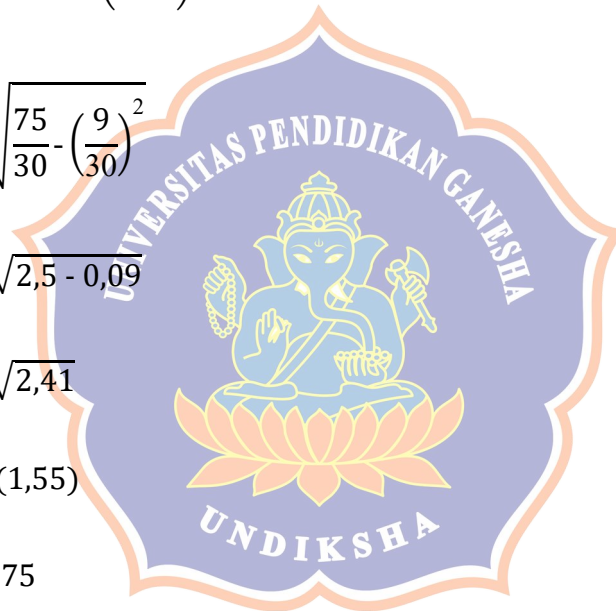 ( )
√75/30-(9/30)²
√2,5 - 0,09
√2,41
(1,55)
75
UNIVERSITAS PENDIDIKAN GANESHA
UNDIKSHA